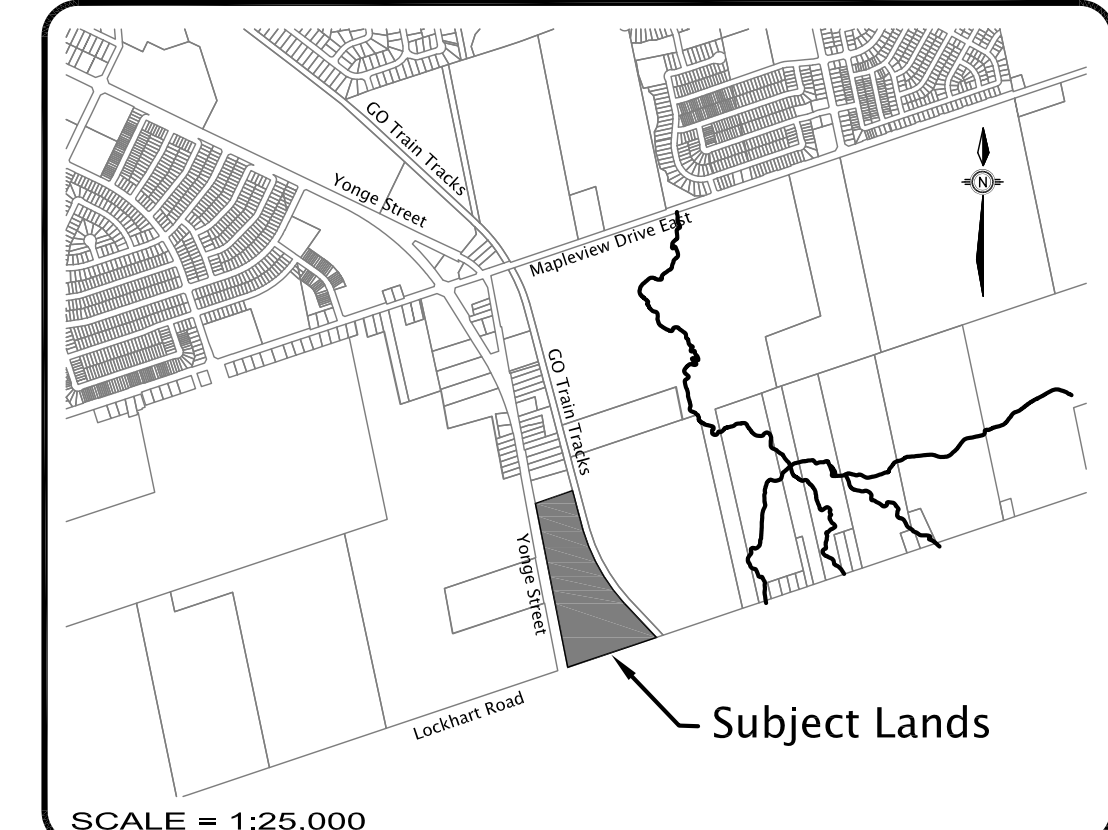 GO Train Tracks
Yonge Street
N
Mapleview Drive East
GO Train Tracks
Yonge Street
Lockhart Road
Subject Lands
SCALE = 1:25,000